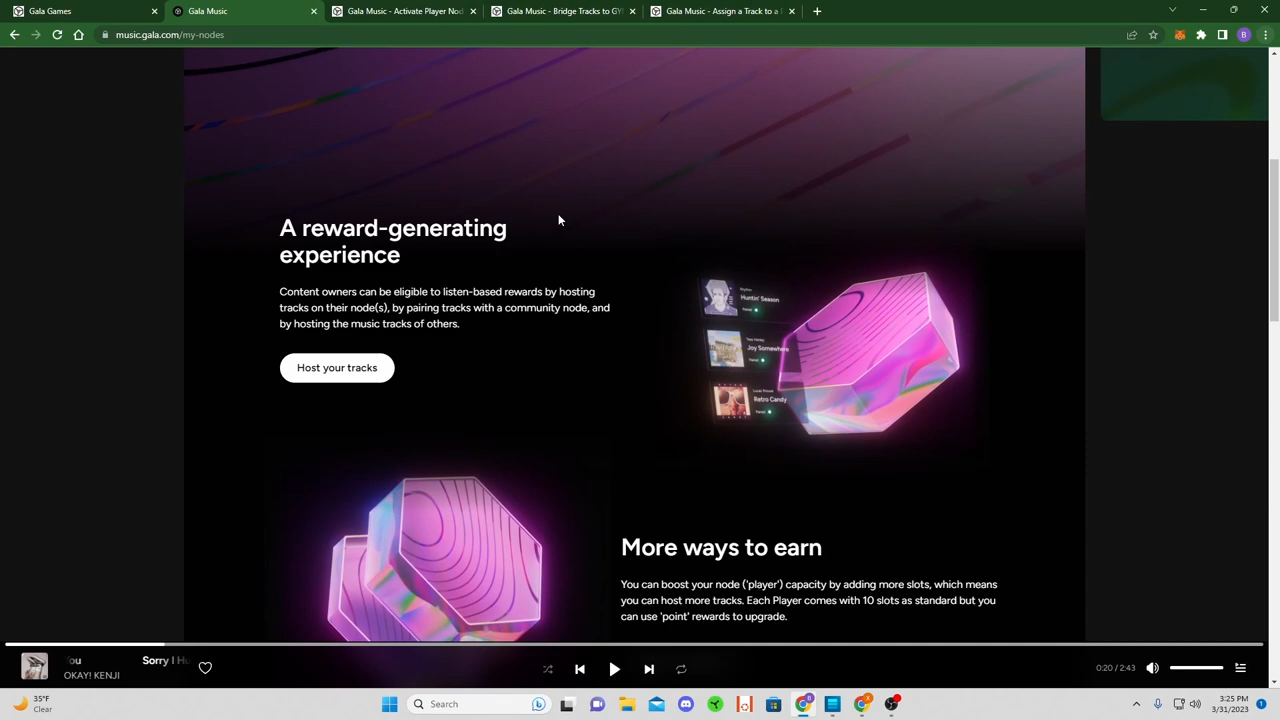 Gala Games
Gala Music
Gala Music - Activate Player Nod
Gala Music - Bridge Tracks to GY
Gala Music - Assign a Track to a
music.gala.com/my-nodes
B
A reward-generating
experience
Content owners can be eligible to listen-based rewards by hosting
tracks on their node(s), by pairing tracks with a community node, and
by hosting the music tracks of others.
Host your tracks
Huntin' Season
Joy Somewhere
Retro Candy
More ways to earn
You can boost your node ('player') capacity by adding more slots, which means
you can host more tracks. Each Player comes with 10 slots as standard but you
can use 'point' rewards to upgrade.
You
Sorry I Hu
OKAY! KENJI
0:20 / 2:43
35°F
Clear
Search
3:25 PM
3/31/2023